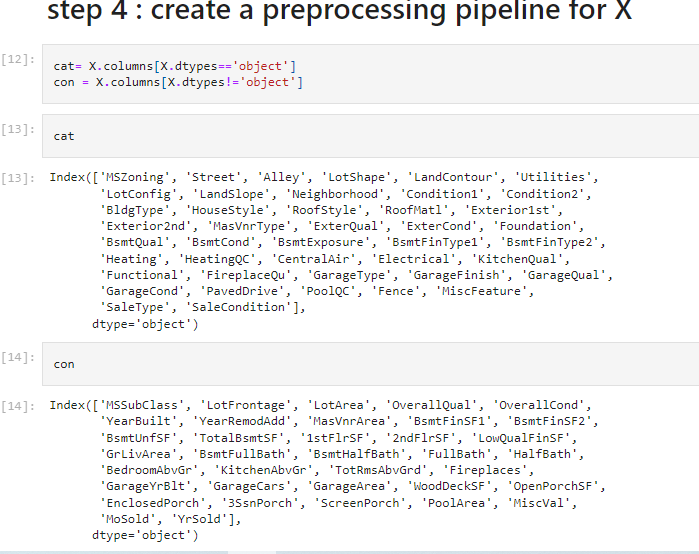 step 4 : create a preprocessing pipeline for X
[12]:
cat= X.columns[X.dtypes=='object']
con = X.columns[X.dtypes!='object']
[13]:
cat
[13]: Index(['MSZoning', 'Street', 'Alley', 'LotShape', 'LandContour', 'Utilities',
'LotConfig', 'LandSlope', 'Neighborhood', 'Condition1', 'Condition2',
'BldgType', 'HouseStyle', 'RoofStyle', 'RoofMatl', 'Exterior1st',
'Exterior2nd', 'MasVnrType', 'ExterQual', 'ExterCond', 'Foundation',
'BsmtQual', 'BsmtCond', 'BsmtExposure', 'BsmtFinType1', 'BsmtFinType2',
'Heating', 'HeatingQC', 'CentralAir', 'Electrical', 'KitchenQual',
'Functional', 'FireplaceQu', 'GarageType', 'GarageFinish', 'GarageQual',
'GarageCond', 'PavedDrive', 'PoolQC', 'Fence', 'MiscFeature',
'SaleType', 'SaleCondition'],
dtype='object')
[14]:
con
[14]: Index(['MSSubClass', 'LotFrontage', 'LotArea', 'OverallQual', 'OverallCond',
'YearBuilt', 'YearRemodAdd', 'MasVnrArea', 'BsmtFinSF1', 'BsmtFinSF2',
'BsmtUnfSF', 'TotalBsmtSF', '1stFlrSF', '2ndFlrSF', 'LowQualFinSF',
'GrLivArea', 'BsmtFullBath', 'BsmtHalfBath', 'FullBath', 'HalfBath',
'BedroomAbvGr', 'KitchenAbvGr', 'TotRmsAbvGrd', 'Fireplaces',
'GarageYrBlt', 'GarageCars', 'GarageArea', 'WoodDeckSF', 'OpenPorchSF',
'EnclosedPorch', '3SsnPorch', 'ScreenPorch', 'PoolArea', 'MiscVal',
'MoSold', 'YrSold'],
dtype='object')